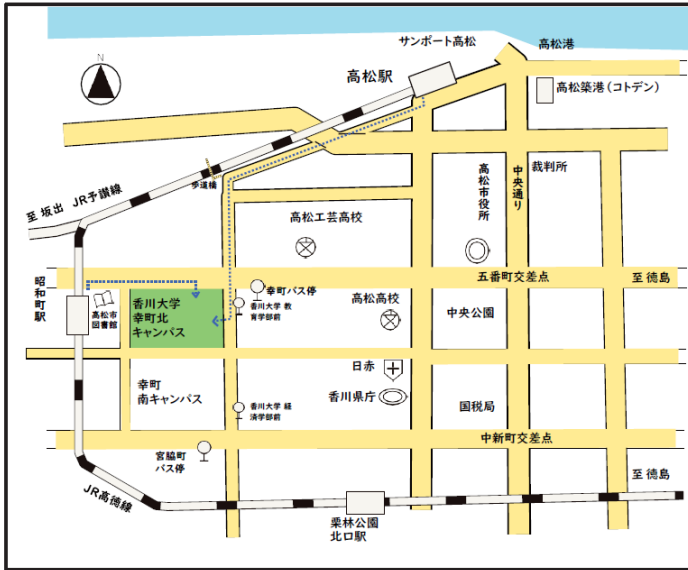 サンポート高松
高松港
高松駅
高松築港（コトデン）
歩道橋
至 坂出 JR予讃線
高松市役所
中央通り
裁判所
高松工芸高校
昭和町駅
五番町交差点
至 徳島
高松市
図書館
香川大学
幸町北
キャンパス
幸町バス停
香川大学 教
育学部前
高松高校
中央公園
日赤
幸町
南キャンパス
香川県庁
国税局
香川大学 経
済学部前
中新町交差点
宮脇町
バス停
至 徳島
JR高徳線
栗林公園
北口駅